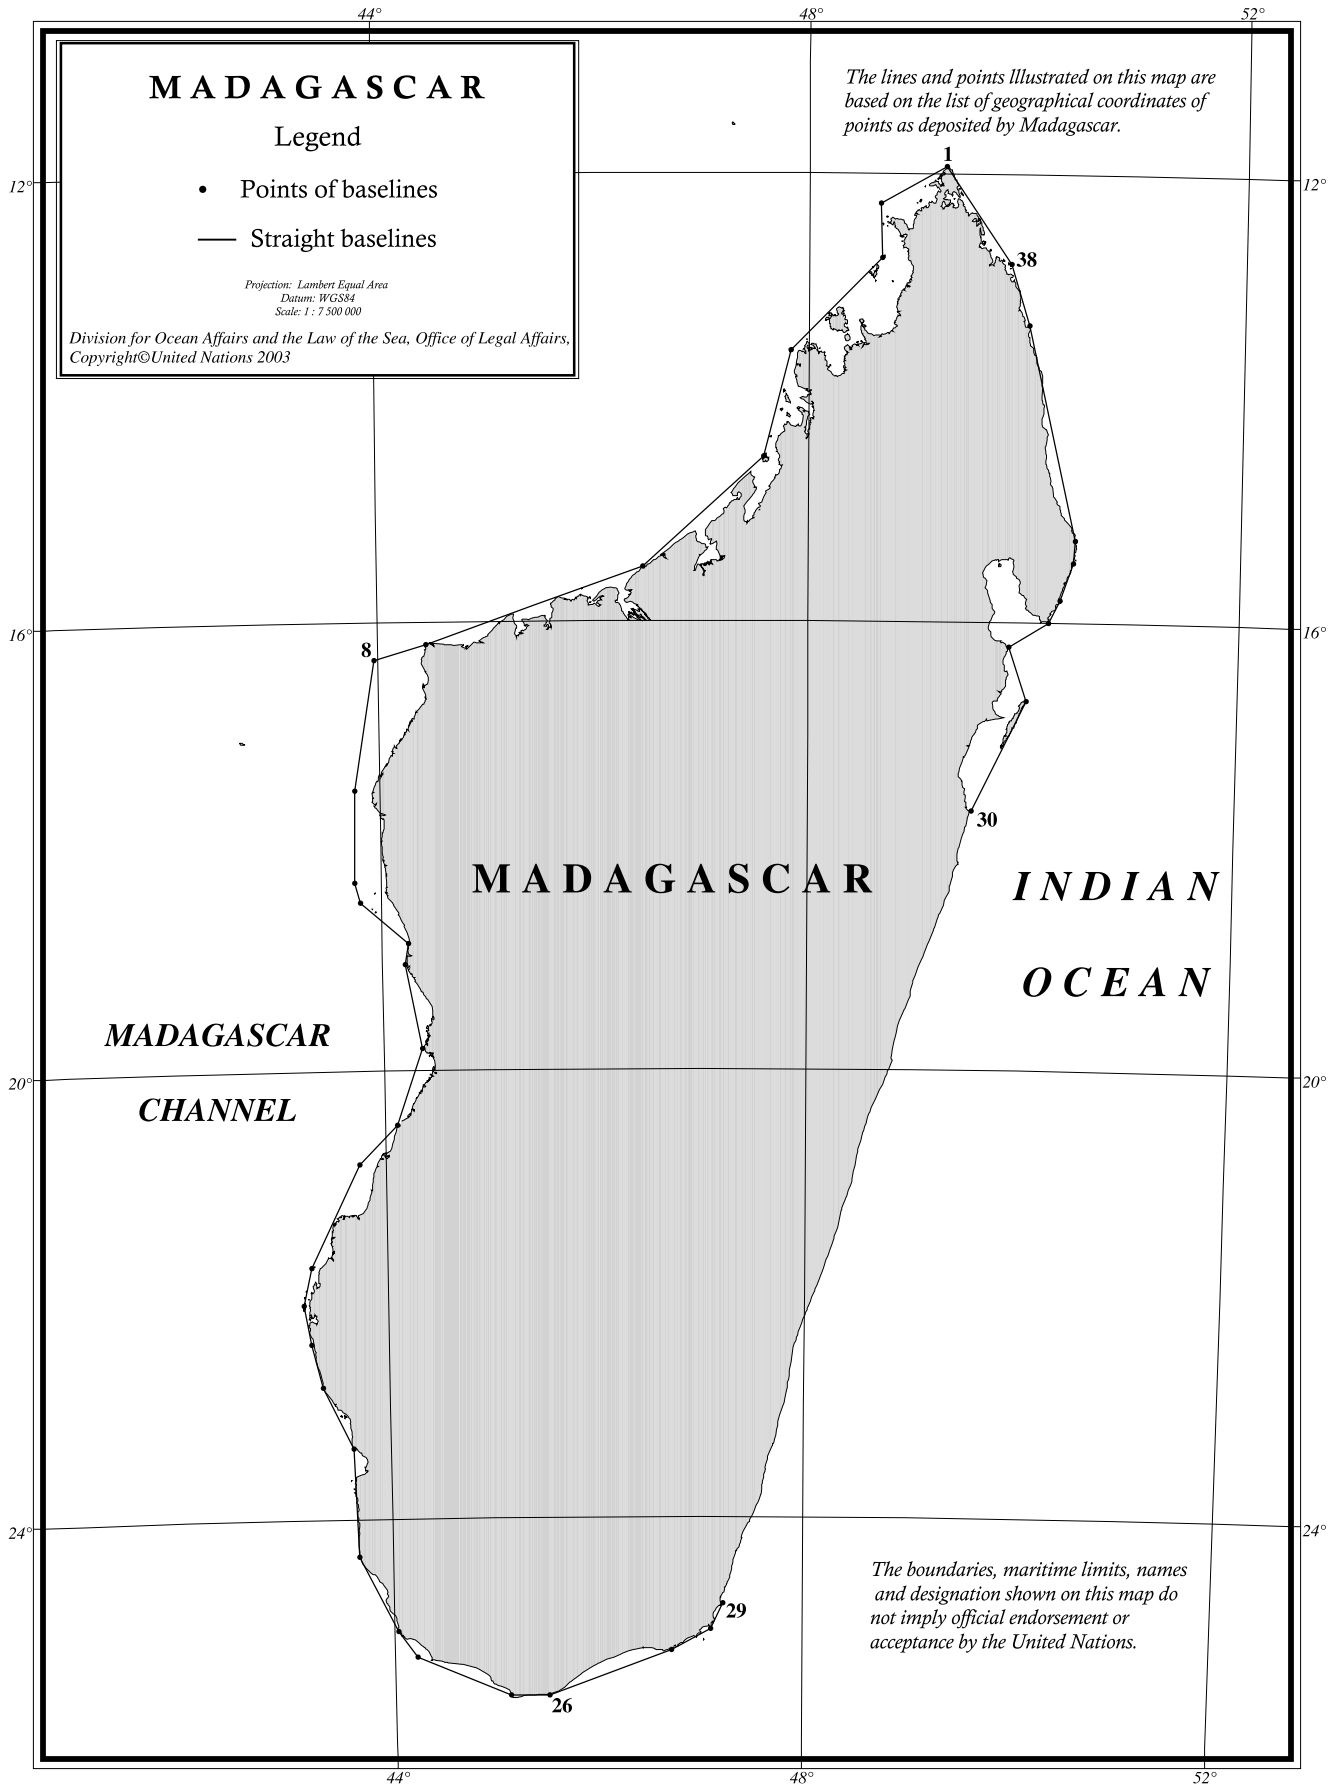 44°
48°
52°
MADAGASCAR
Legend
Points of baselines
Straight baselines
Projection: Lambert Equal Area
Datum: WGS84
Scale: 1 : 7 500 000
Division for Ocean Affairs and the Law of the Sea, Office of Legal Affairs,
Copyright©United Nations 2003
The lines and points lllustrated on this map are
based on the list of geographical coordinates of
points as deposited by Madagascar.
1
12°
12°
38
16°
16°
8
30
MADAGASCAR
INDIAN
OCEAN
MADAGASCAR
CHANNEL
20°
20°
24°
24°
The boundaries, maritime limits, names
and designation shown on this map do
not imply official endorsement or
acceptance by the United Nations.
29
26
44°
48°
52°